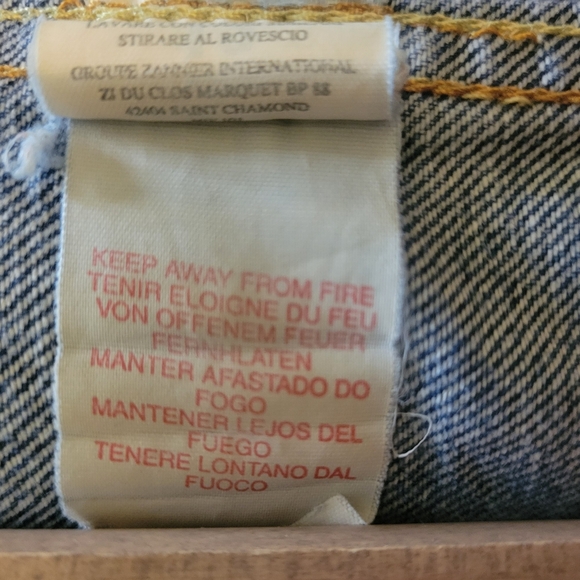 STIRARE AL ROVESCIO
GROUPE ZANNIER INTERNATIONAL
ZI DU CLOS MARQUET BP 88
42404 SAINT CHAMOND
KEEP AWAY FROM FIRE
TENIR ELOIGNE DU FEU
VON OFFENEM FEUER
FERNHLATEN
MANTER AFASTADO DO
FOGO
MANTENER LEJOS DEL
FUEGO
TENERE LONTANO DAL
FUOCO